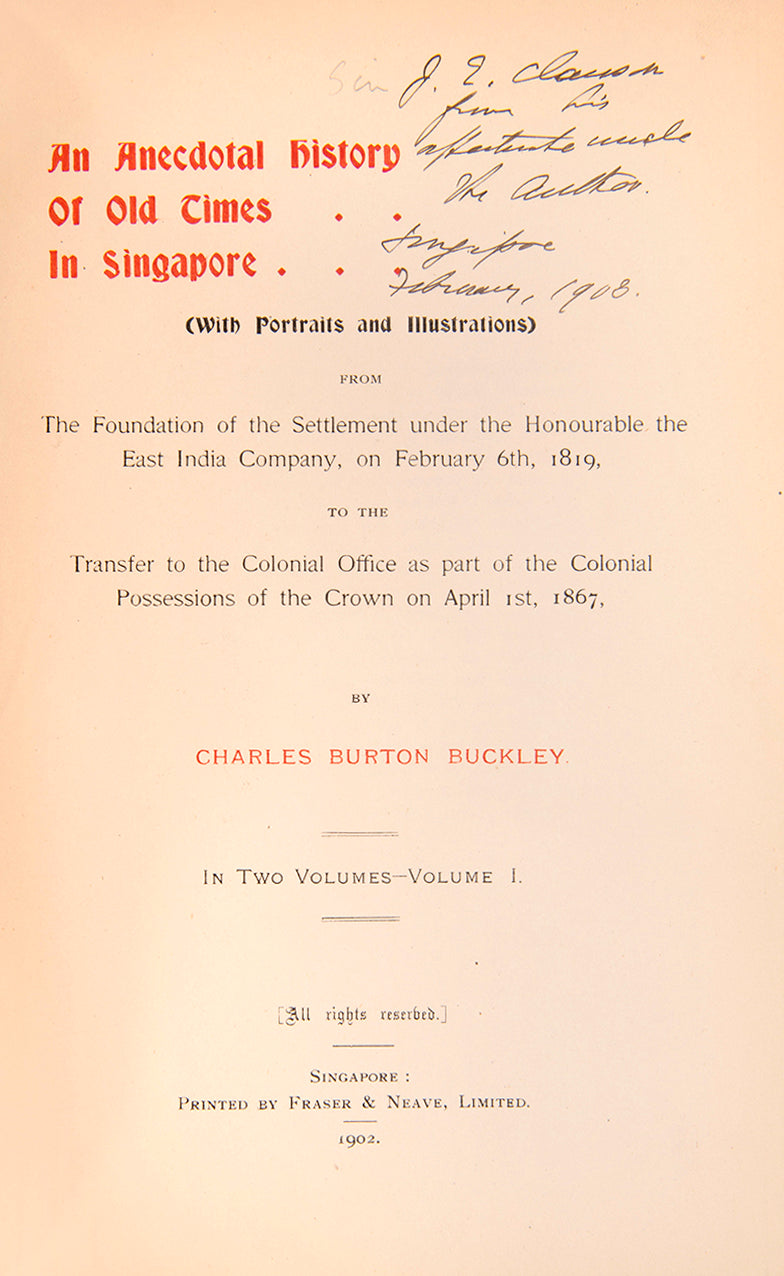 Sir J. E. Clauson
from his
affectionate uncle
The Author.
Singapore
February, 1903.
An Anecdotal History
Of Old Times . .
In Singapore . . .
(With Portraits and Illustrations)
FROM
The Foundation of the Settlement under the Honourable the
East India Company, on February 6th, 1819,
TO THE
Transfer to the Colonial Office as part of the Colonial
Possessions of the Crown on April 1st, 1867,
BY
CHARLES BURTON BUCKLEY.
IN TWO VOLUMES—VOLUME I.
[All rights reserved.]
SINGAPORE :
PRINTED BY FRASER & NEAVE, LIMITED.
1902.